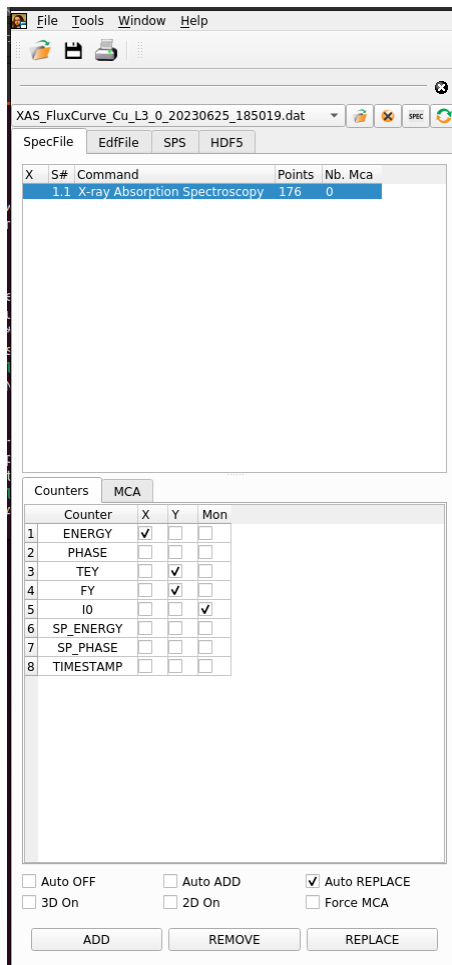 File Tools Window Help
XAS_FluxCurve_Cu_L3_0_20230625_185019.dat
SPEC
SpecFile EdfFile SPS HDF5
X S# Command Points Nb. Mca
1.1 X-ray Absorption Spectroscopy 176 0
Counters MCA
Counter X Y Mon
1 ENERGY
2 PHASE
3 TEY
4 FY
5 I0
6 SP_ENERGY
7 SP_PHASE
8 TIMESTAMP
Auto OFF Auto ADD Auto REPLACE
3D On 2D On Force MCA
ADD REMOVE REPLACE